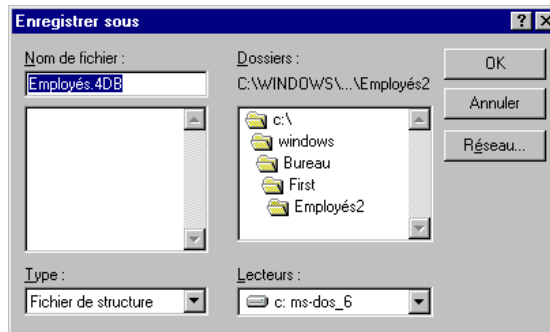 Enregistrer sous
Nom de fichier :
Employés.4DB
Dossiers :
C:\WINDOWS\...\Employés2
c:\
windows
Bureau
First
Employés2
OK
Annuler
Réseau...
Type :
Fichier de structure
Lecteurs :
c: ms-dos_6